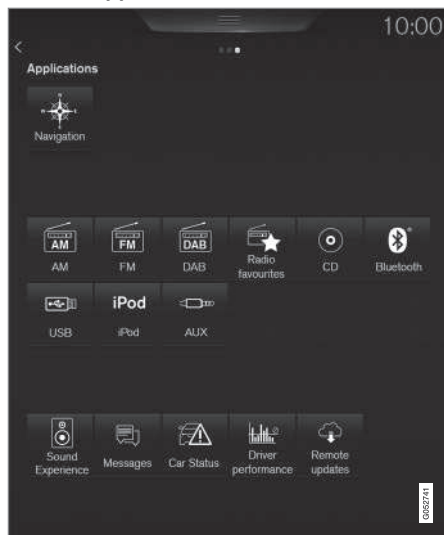 10:00
Applications
Navigation
AM
FM
DAB
AM
FM
DAB
Radio
favourites
CD
Bluetooth
iPod
USB
iPod
AUX
Sound
Experience
Messages
Car Status
Driver
performance
Remote
updates
G052741